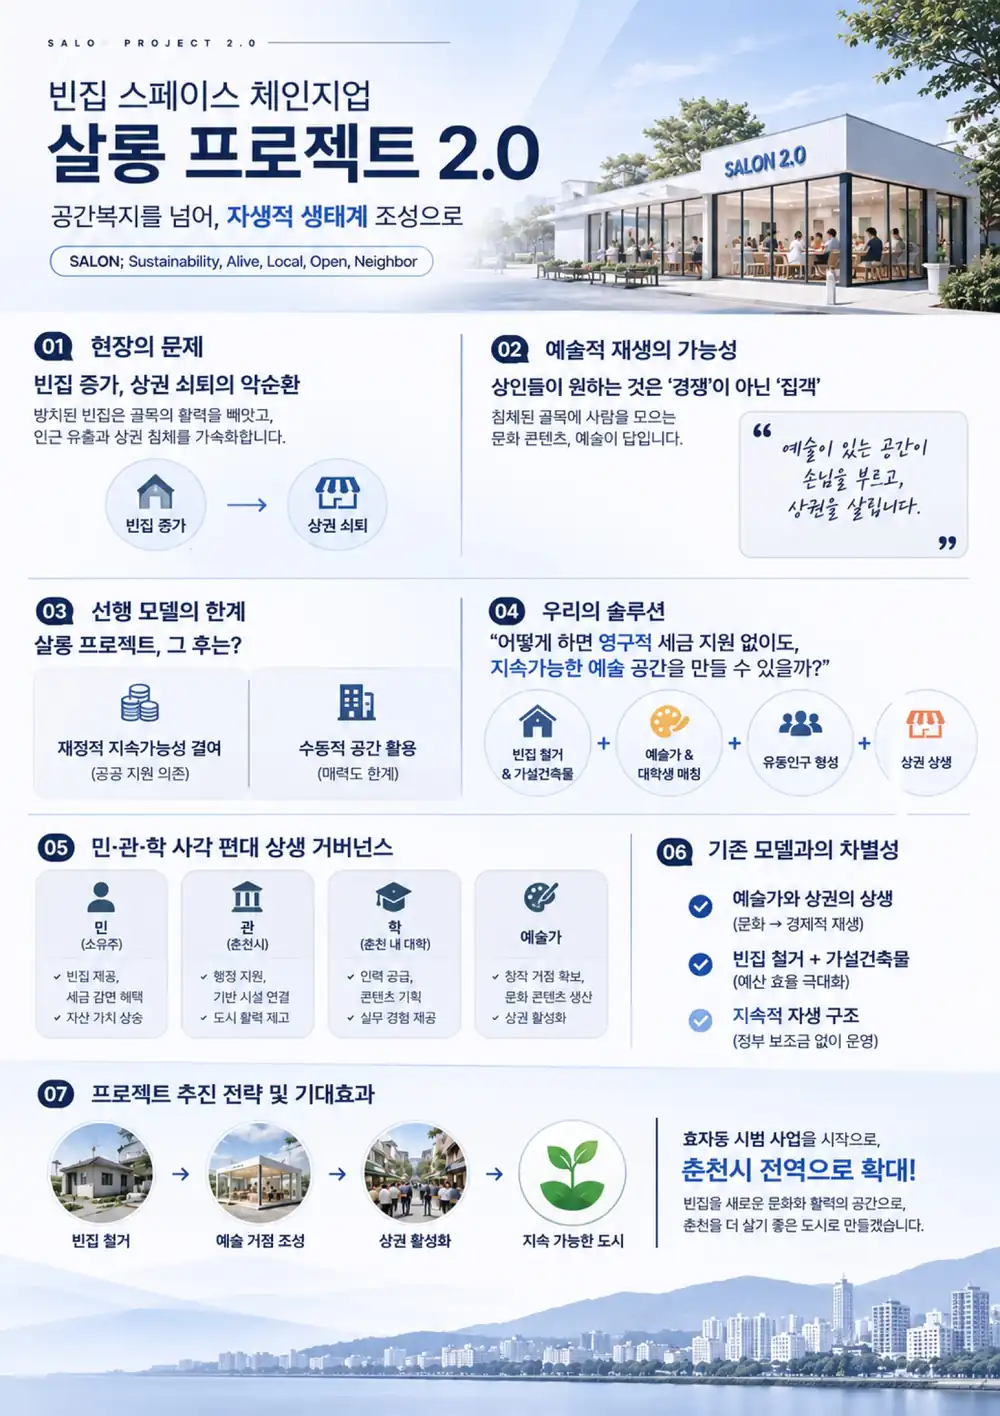 SALO PROJECT 2.0
빈집 스페이스 체인지업
살롱 프로젝트 2.0
공간복지를 넘어, 자생적 생태계 조성으로
SALON; Sustainability, Alive, Local, Open, Neighbor
SALON 2.0
01 현장의 문제
빈집 증가, 상권 쇠퇴의 악순환
방치된 빈집은 골목의 활력을 빼앗고,
인근 유출과 상권 침체를 가속화합니다.
빈집 증가
상권 쇠퇴
02 예술적 재생의 가능성
상인들이 원하는 것은 ‘경쟁’이 아닌 ‘집객’
침체된 골목에 사람을 모으는
문화 콘텐츠, 예술이 답입니다.
“ 예술이 있는 공간이
손님을 부르고,
상권을 살립니다. ”
03 선행 모델의 한계
살롱 프로젝트, 그 후는?
재정적 지속가능성 결여
(공공 지원 의존)
수동적 공간 활용
(매력도 한계)
04 우리의 솔루션
“어떻게 하면 영구적 세금 지원 없이도,
지속가능한 예술 공간을 만들 수 있을까?”
빈집 철거
& 가설건축물
+
예술가 &
대학생 매칭
+
유동인구 형성
+
상권 상생
05 민·관·학 사각 편대 상생 거버넌스
민
(소유주)
빈집 제공,
세금 감면 혜택
자산 가치 상승
관
(춘천시)
행정 지원,
기반 시설 연결
도시 활력 제고
학
(춘천 내 대학)
인력 공급,
콘텐츠 기획
실무 경험 제공
예술가
창작 거점 확보,
문화 콘텐츠 생산
상권 활성화
06 기존 모델과의 차별성
예술가와 상권의 상생
(문화 → 경제적 재생)
빈집 철거 + 가설건축물
(예산 효율 극대화)
지속적 자생 구조
(정부 보조금 없이 운영)
07 프로젝트 추진 전략 및 기대효과
빈집 철거
예술 거점 조성
상권 활성화
지속 가능한 도시
효자동 시범 사업을 시작으로,
춘천시 전역으로 확대!
빈집을 새로운 문화화 활력의 공간으로,
춘천을 더 살기 좋은 도시로 만들겠습니다.